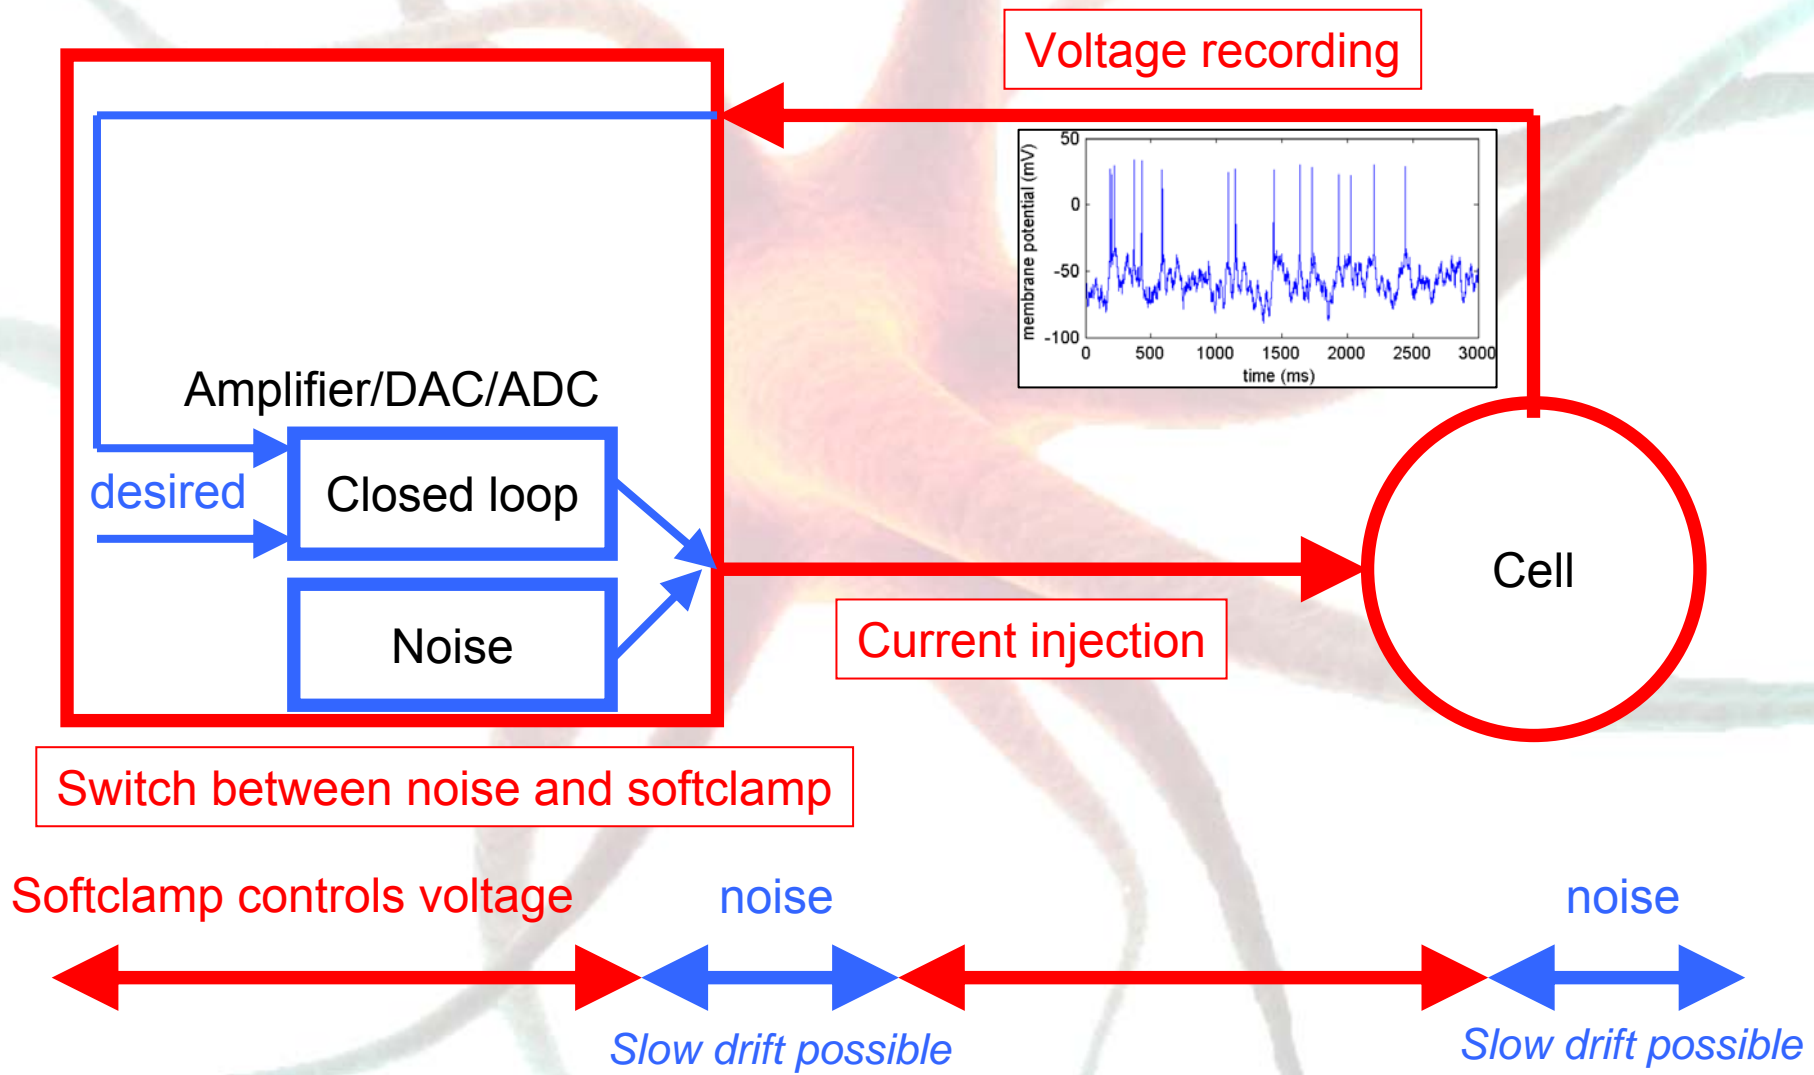 Voltage recording
50
0
-50
-100
membrane potential (mV)
0 500 1000 1500 2000 2500 3000
time (ms)
Amplifier/DAC/ADC
desired
Closed loop
Noise
Current injection
Cell
Switch between noise and softclamp
Softclamp controls voltage
noise
noise
Slow drift possible
Slow drift possible